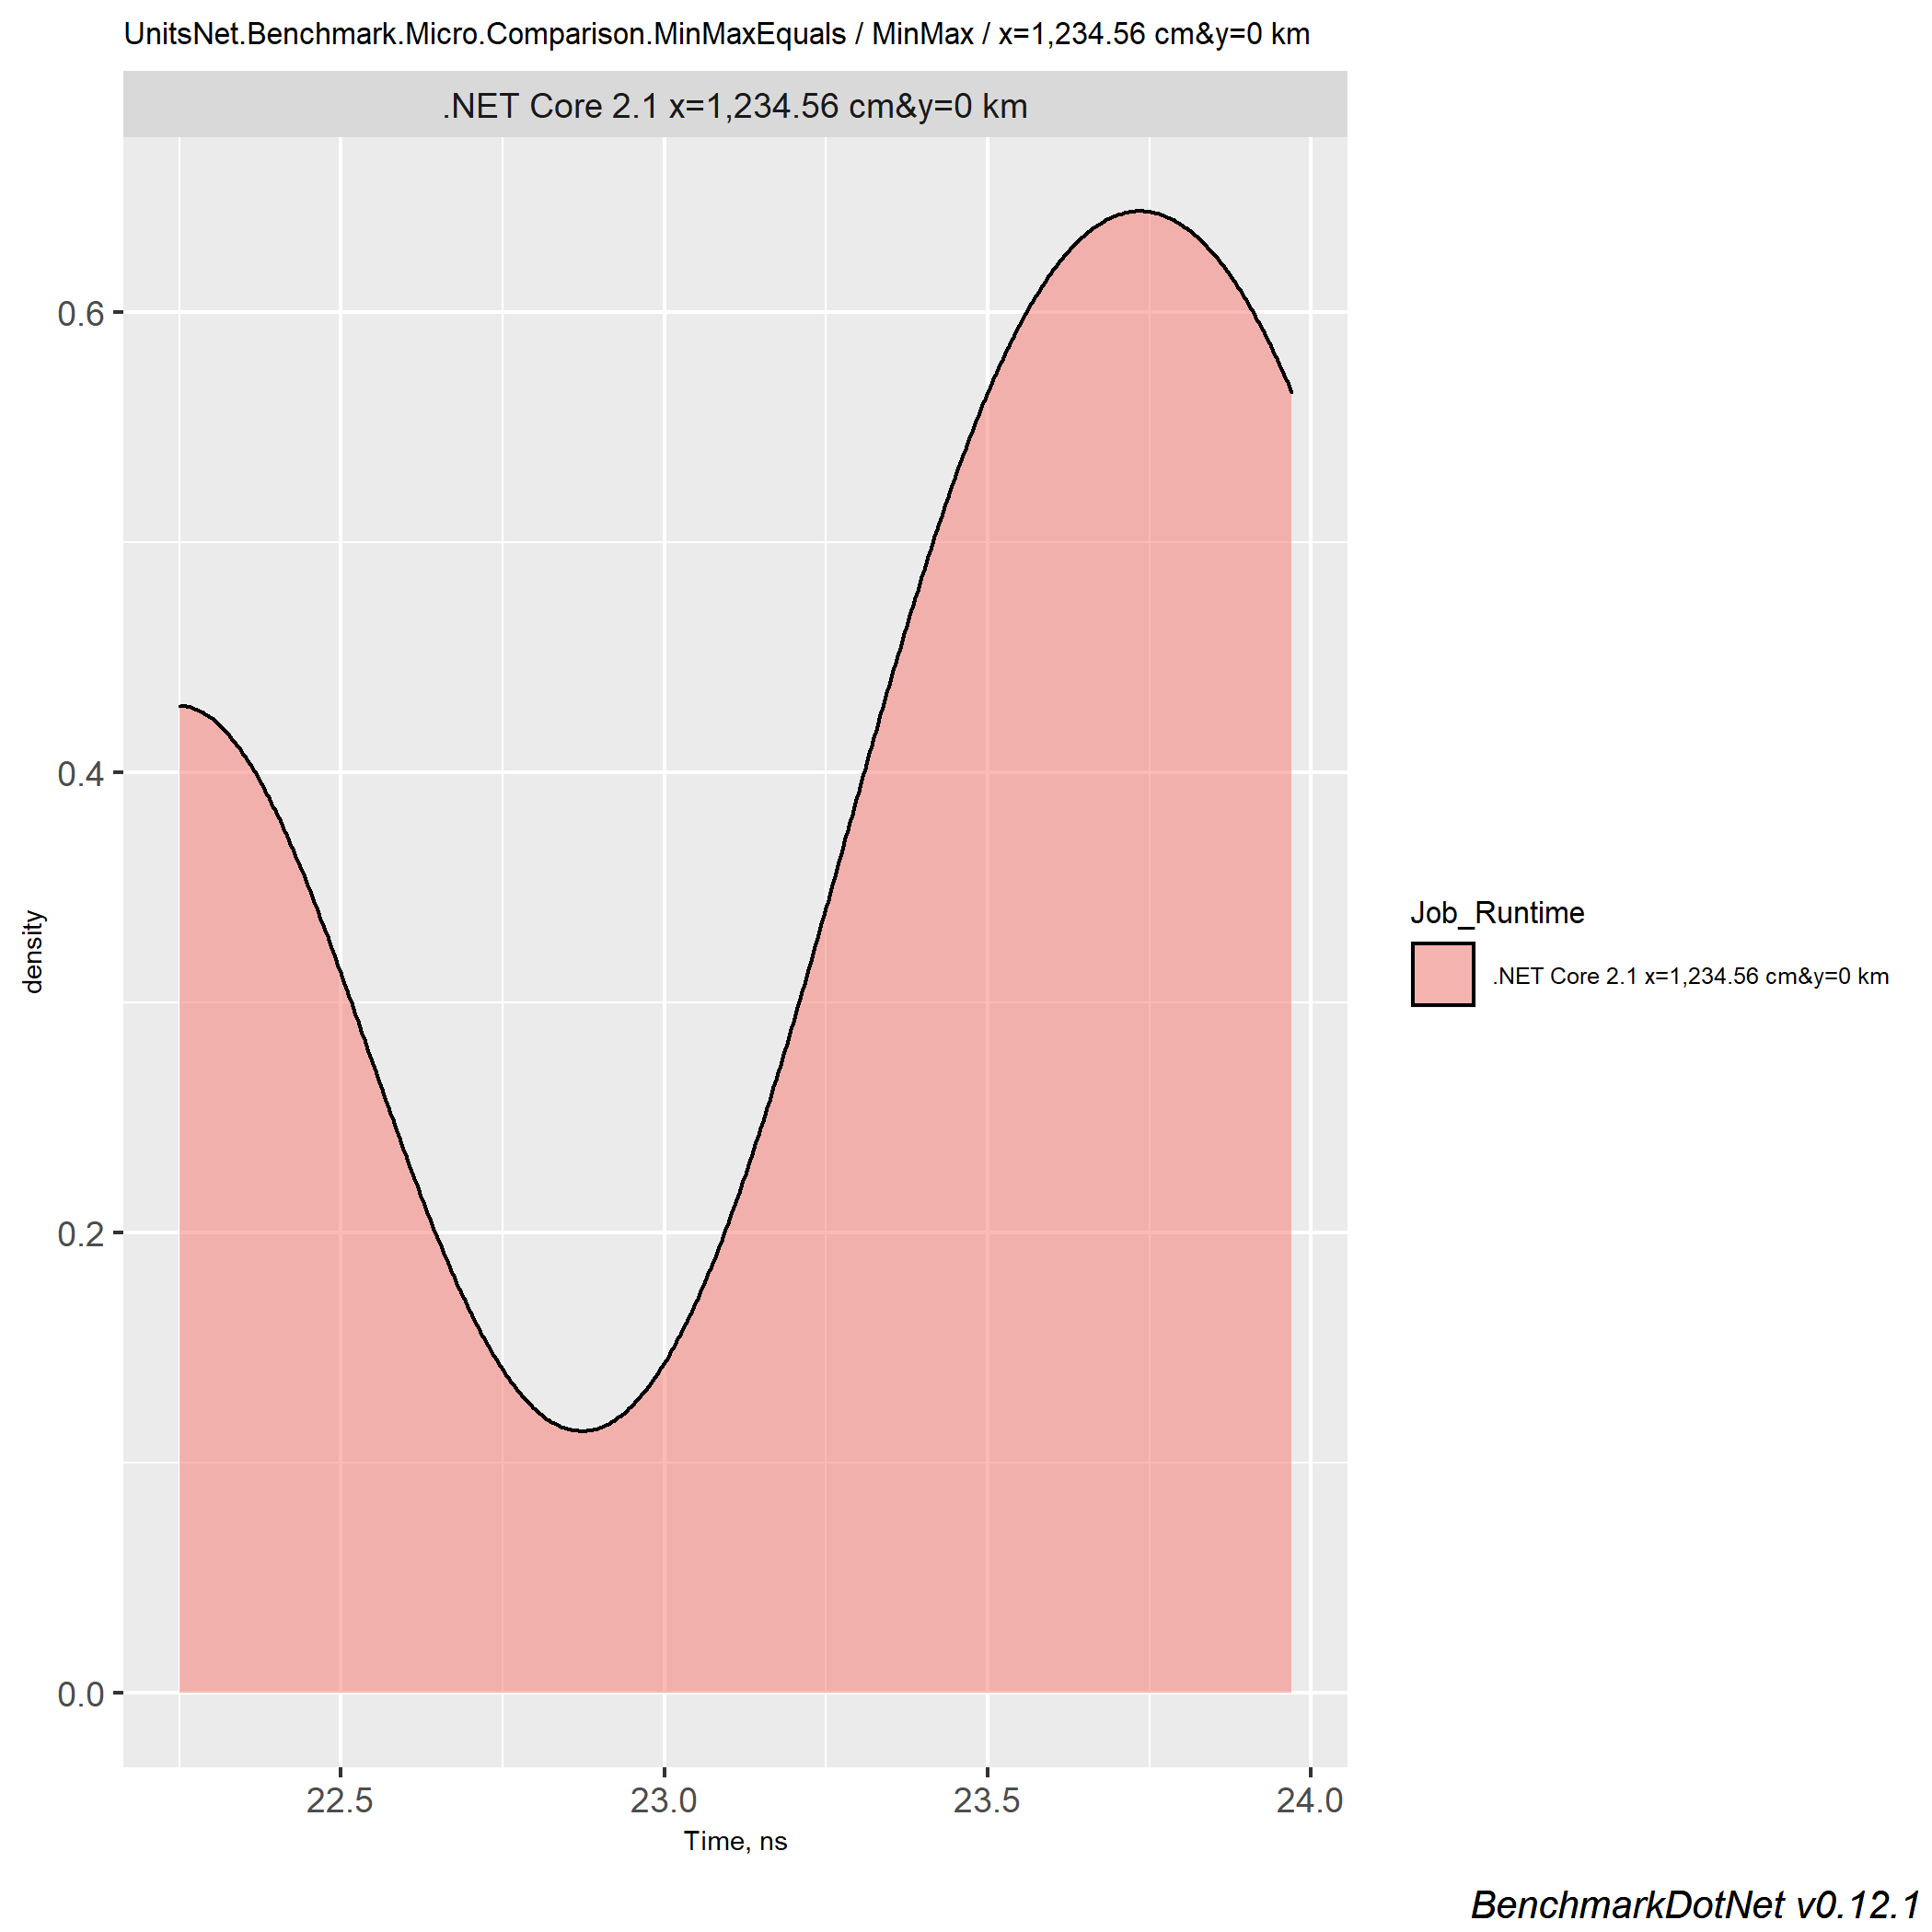 UnitsNet.Benchmark.Micro.Comparison.MinMaxEquals / MinMax / x=1,234.56 cm&y=0 km
.NET Core 2.1 x=1,234.56 cm&y=0 km
0.6
0.4
0.2
0.0
density
22.5 23.0 23.5 24.0
Time, ns
Job_Runtime
.NET Core 2.1 x=1,234.56 cm&y=0 km
BenchmarkDotNet v0.12.1